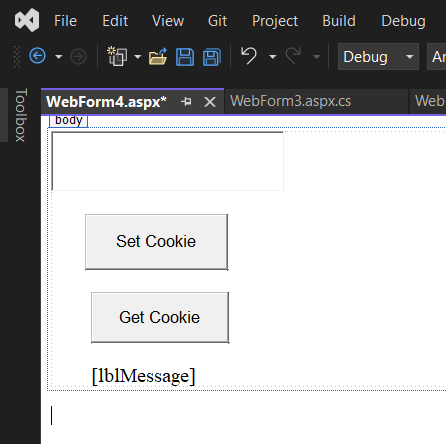 File Edit View Git Project Build Debug
Debug
Toolbox
WebForm4.aspx* WebForm3.aspx.cs Web
body
Set Cookie
Get Cookie
[lblMessage]